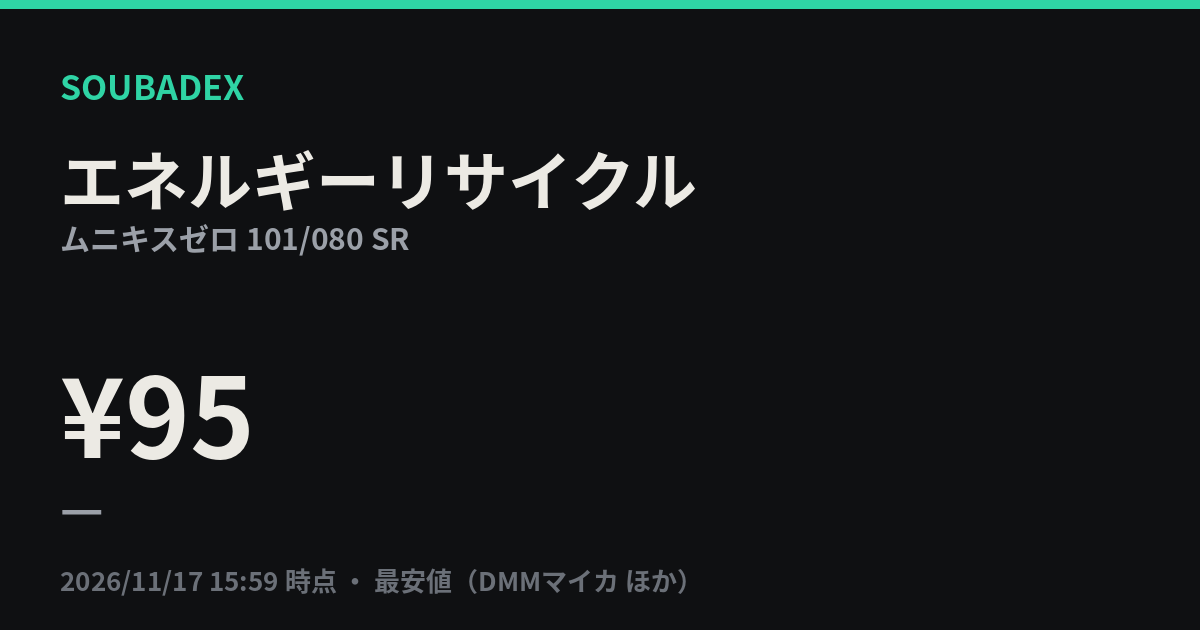 SOUBADEX
エネルギーリサイクル
ムニキスゼロ 101/080 SR
¥95
—
2026/11/17 15:59 時点 ・ 最安値（DMMマイカ ほか）